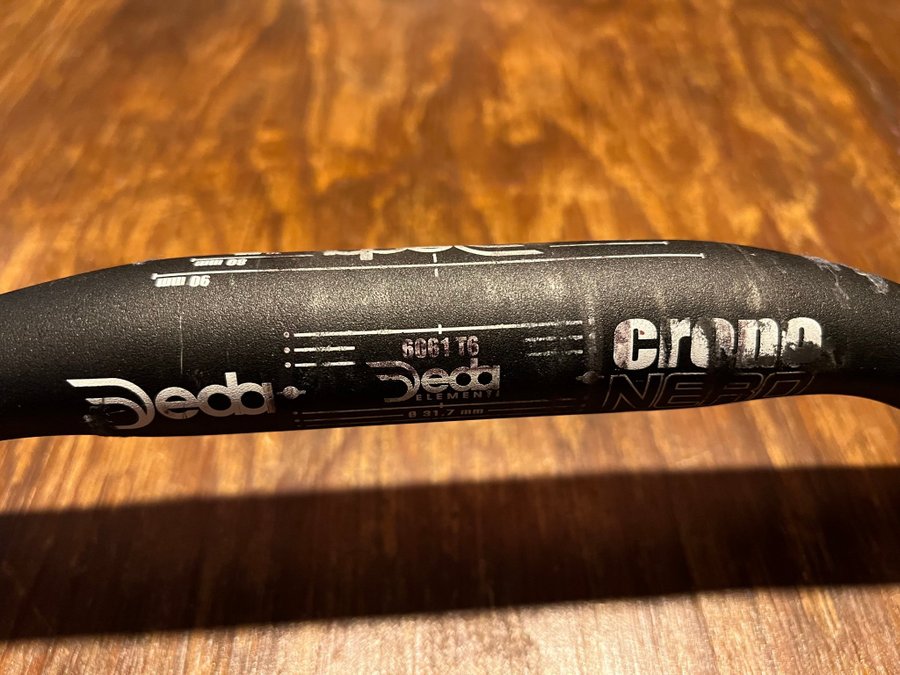 90 mm
Deda
6061 T6
Deda
ELEMENTI
Ø 31,7 mm
crono
NERO